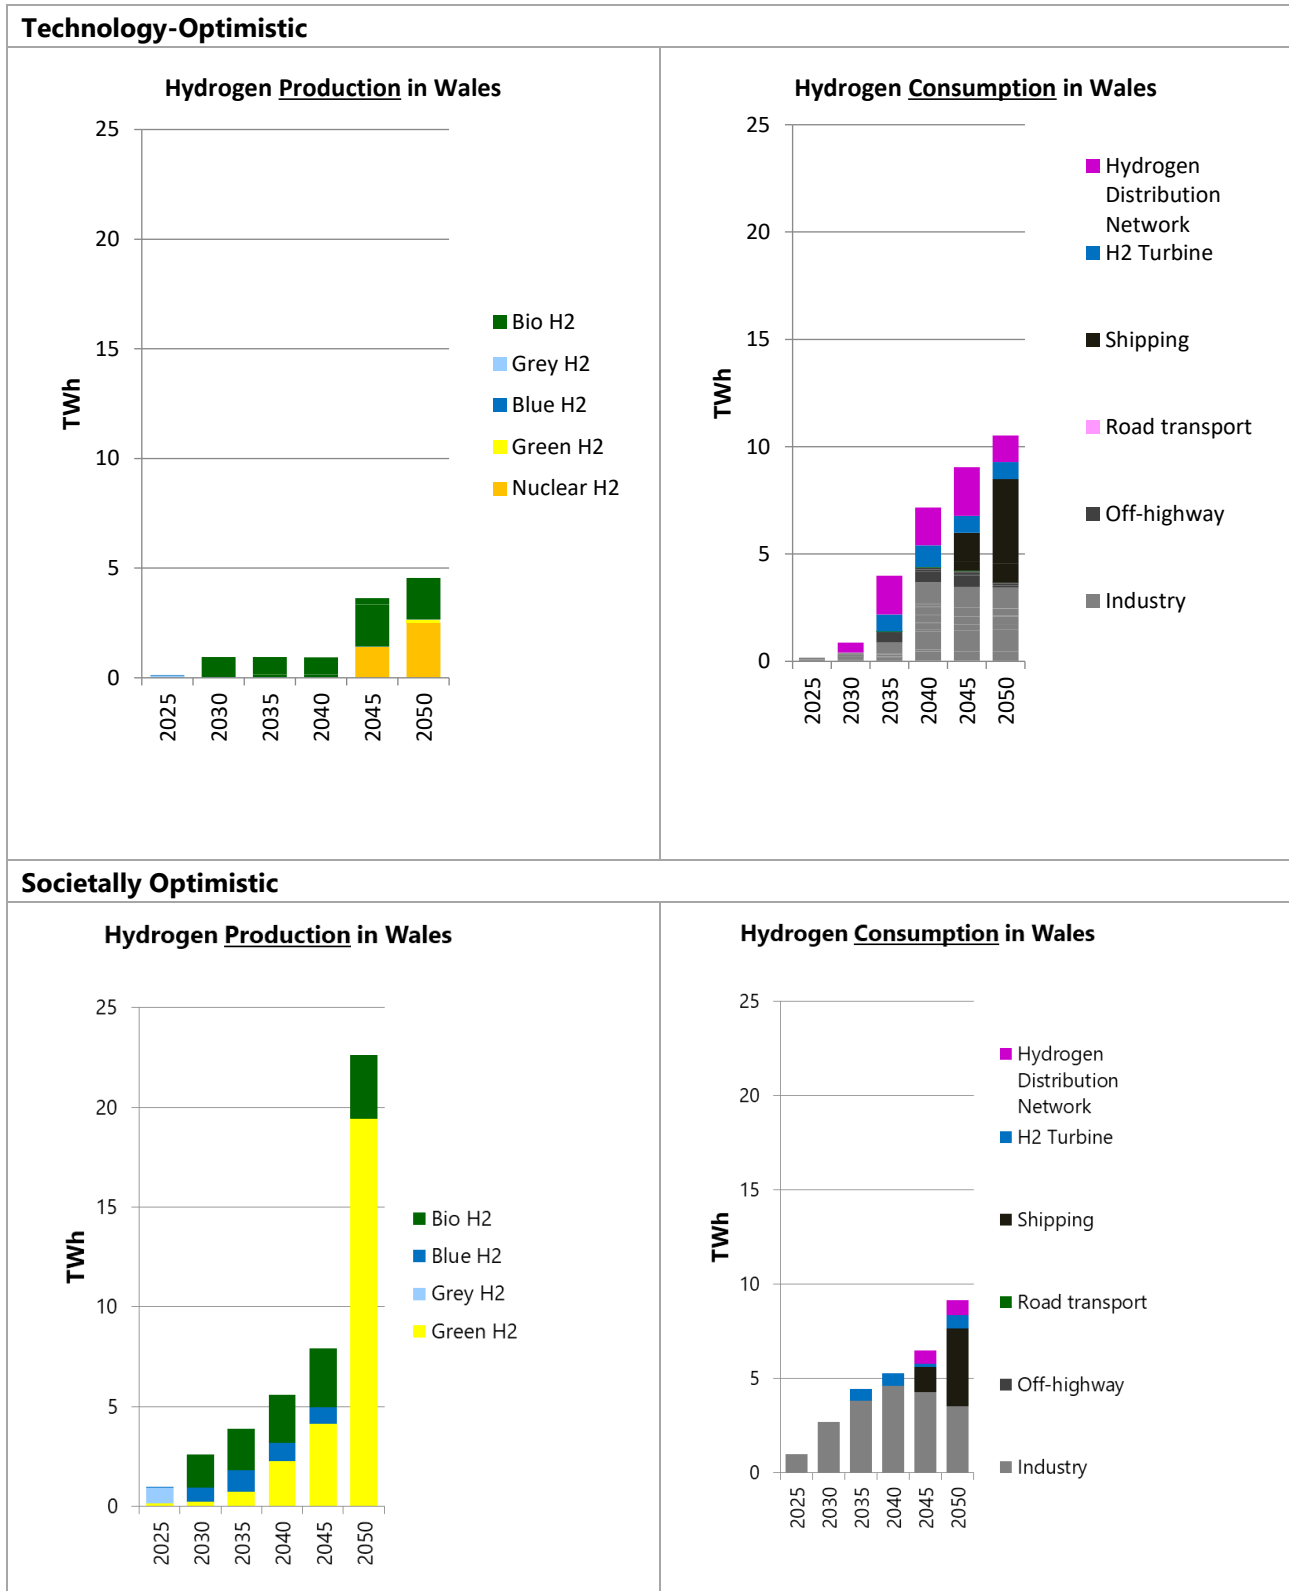 Technology-Optimistic
Hydrogen Production in Wales
25
20
15
10
5
0
TWh
2025
2030
2035
2040
2045
2050
Bio H2
Grey H2
Blue H2
Green H2
Nuclear H2
Hydrogen Consumption in Wales
25
20
15
10
5
0
TWh
2025
2030
2035
2040
2045
2050
Hydrogen
Distribution
Network
H2 Turbine
Shipping
Road transport
Off-highway
Industry
Societally Optimistic
Hydrogen Production in Wales
25
20
15
10
5
0
TWh
2025
2030
2035
2040
2045
2050
Bio H2
Blue H2
Grey H2
Green H2
Hydrogen Consumption in Wales
25
20
15
10
5
0
TWh
2025
2030
2035
2040
2045
2050
Hydrogen
Distribution
Network
H2 Turbine
Shipping
Road transport
Off-highway
Industry